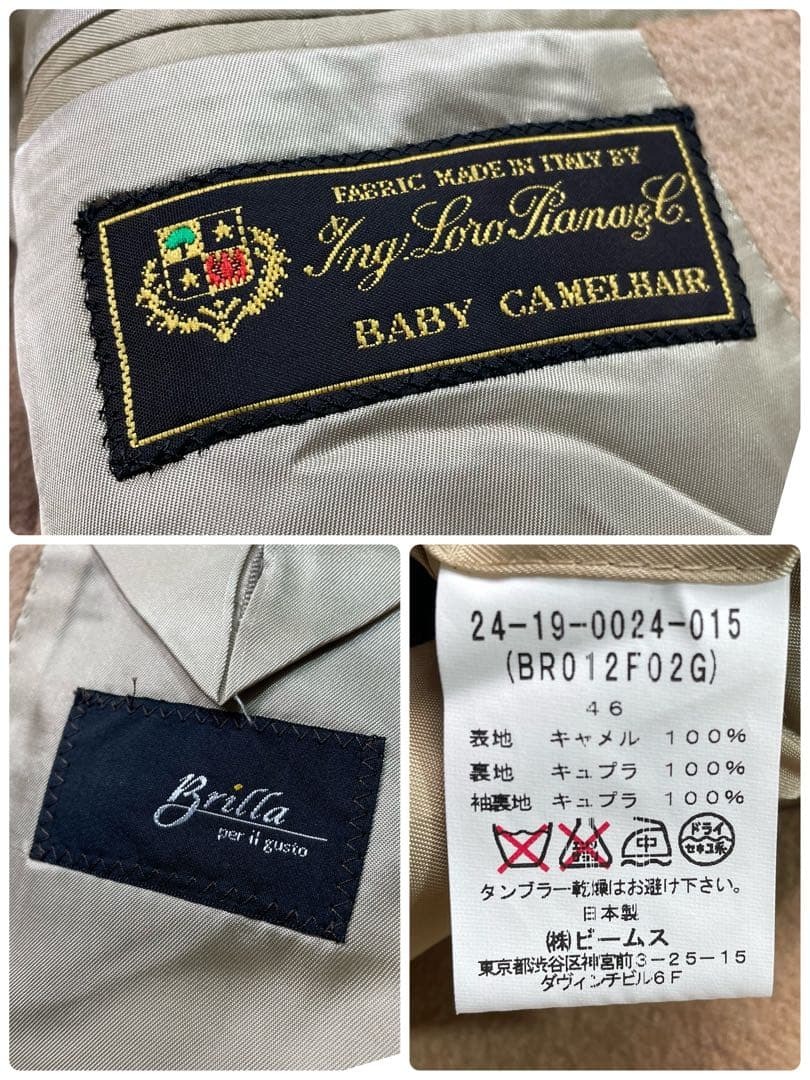 FABRIC MADE IN ITALY BY
Ing. Loro Piana & C.
BABY CAMELHAIR
Brilla
per il gusto
24-19-0024-015
(BR012F02G)
46
表地 キャメル 100%
裏地 キュプラ 100%
袖裏地 キュプラ 100%
中
ドライ
セキユ系
タンブラー乾燥はお避け下さい。
日本製
(株)ビームス
東京都渋谷区神宮前3-25-15
ダヴィンチビル6F